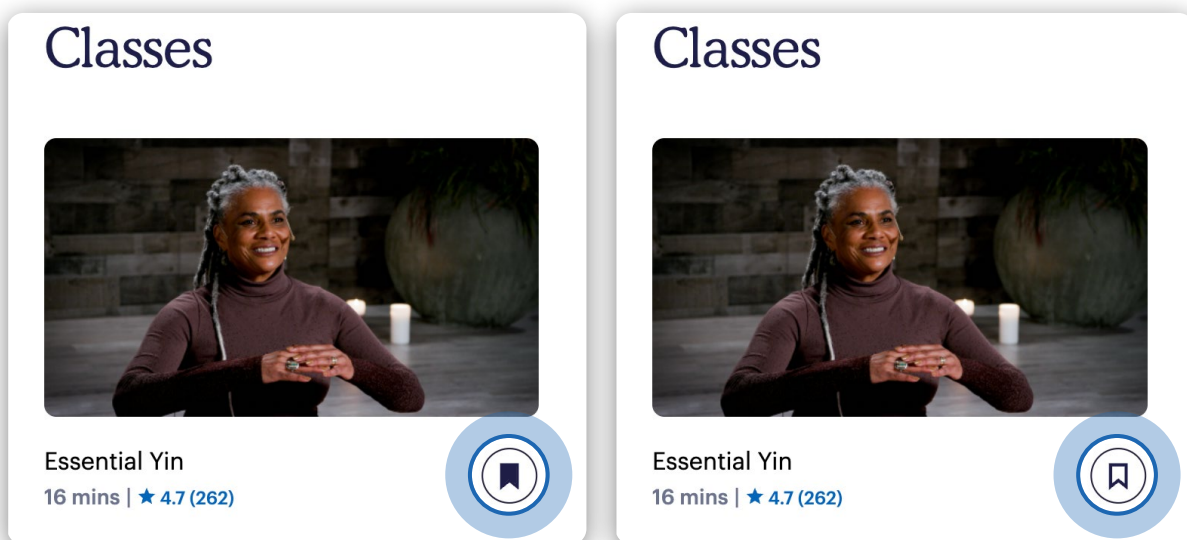 Classes
Essential Yin
16 mins | ★ 4.7 (262)
Classes
Essential Yin
16 mins | ★ 4.7 (262)